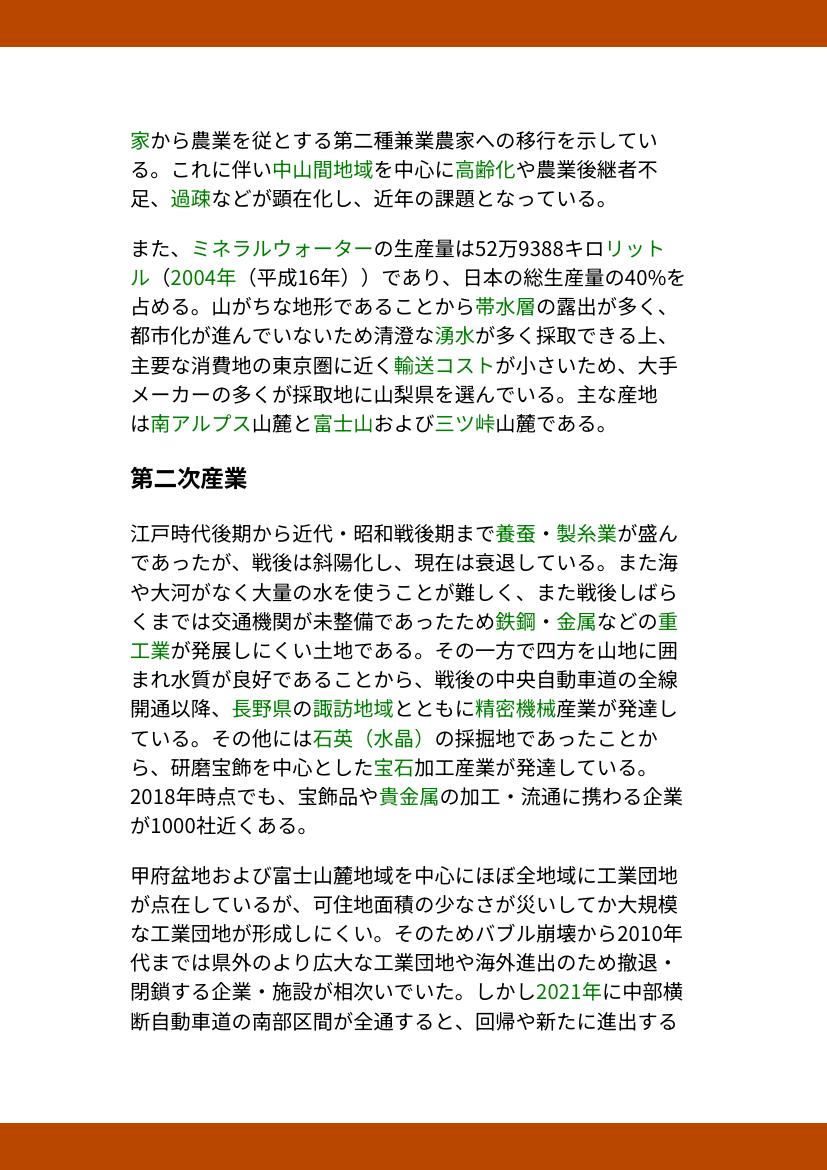 家から農業を従とする第二種兼業農家への移行を示してい
る。これに伴い中山間地域を中心に高齢化や農業後継者不
足、過疎などが顕在化し、近年の課題となっている。
また、ミネラルウォーターの生産量は52万9388キロリット
ル（2004年（平成16年））であり、日本の総生産量の40%を
占める。山がちな地形であることから帯水層の露出が多く、
都市化が進んでいないため清澄な湧水が多く採取できる上、
主要な消費地の東京圏に近く輸送コストが小さいため、大手
メーカーの多くが採取地に山梨県を選んでいる。主な産地
は南アルプス山麓と富士山および三ツ峠山麓である。
第二次産業
江戸時代後期から近代・昭和戦後期まで養蚕・製糸業が盛ん
であったが、戦後は斜陽化し、現在は衰退している。また海
や大河がなく大量の水を使うことが難しく、また戦後しばら
くまでは交通機関が未整備であったため鉄鋼・金属などの重
工業が発展しにくい土地である。その一方で四方を山地に囲
まれ水質が良好であることから、戦後の中央自動車道の全線
開通以降、長野県の諏訪地域とともに精密機械産業が発達し
ている。その他には石英（水晶）の採掘地であったことか
ら、研磨宝飾を中心とした宝石加工産業が発達している。
2018年時点でも、宝飾品や貴金属の加工・流通に携わる企業
が1000社近くある。
甲府盆地および富士山麓地域を中心にほぼ全地域に工業団地
が点在しているが、可住地面積の少なさが災いしてか大規模
な工業団地が形成しにくい。そのためバブル崩壊から2010年
代までは県外のより広大な工業団地や海外進出のため撤退・
閉鎖する企業・施設が相次いでいた。しかし2021年に中部横
断自動車道の南部区間が全通すると、回帰や新たに進出する